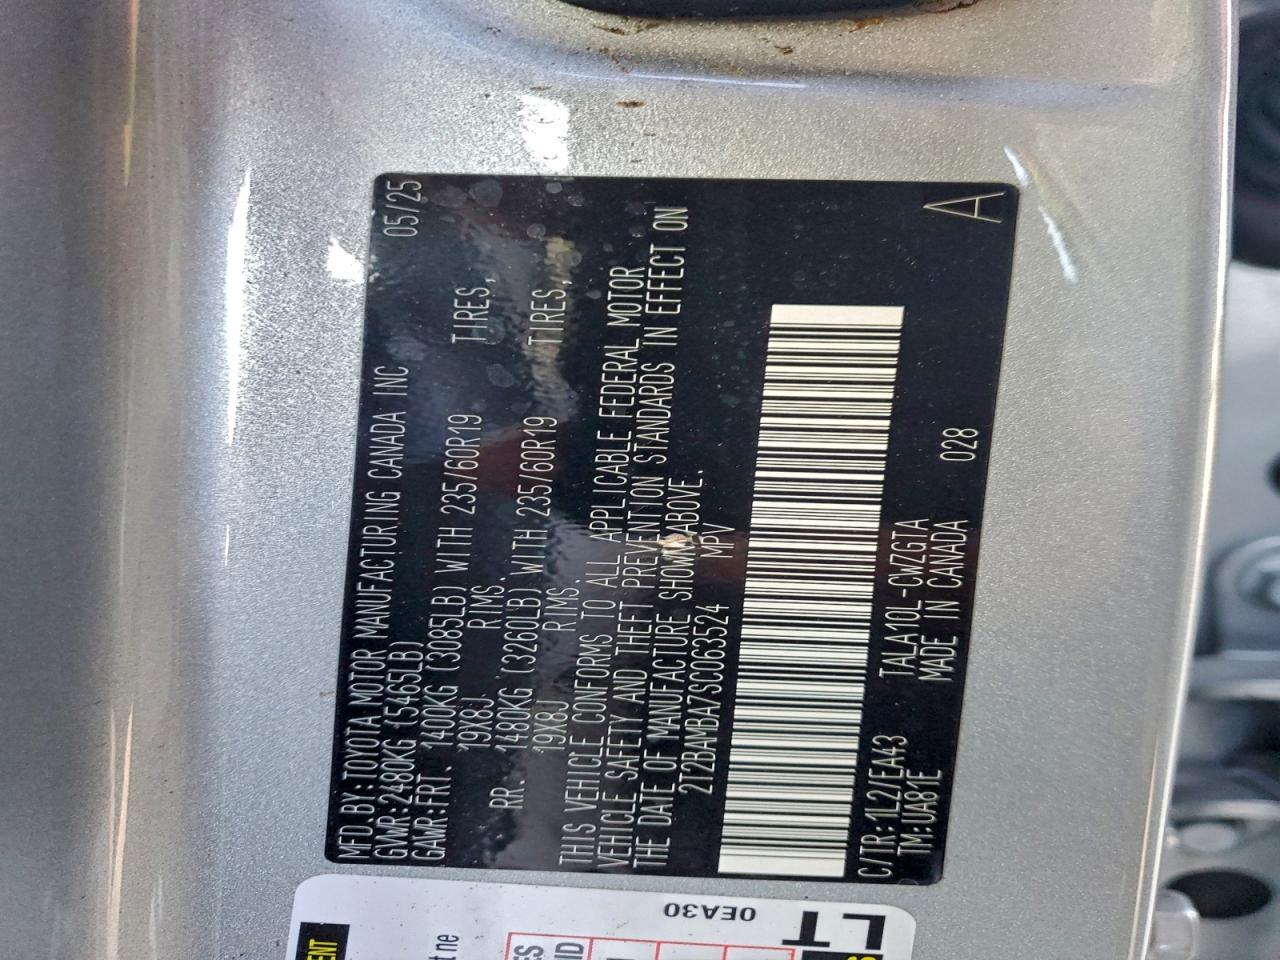 MFD.BY:TOYOTA MOTOR MANUFACTURING CANADA INC 05/25
GVWR:2480KG (5465LB)
GAWR:FRT. 1400KG (3085LB) WITH 235/60R19 TIRES,
19X8J RIMS.
RR. 1480KG (3260LB) WITH 235/60R19 TIRES,
19X8J RIMS.
THIS VEHICLE CONFORMS TO ALL APPLICABLE FEDERAL MOTOR
VEHICLE SAFETY AND THEFT PREVENTION STANDARDS IN EFFECT ON
THE DATE OF MANUFACTURE SHOWN ABOVE.
2T2BAMBA7SC063524 MPV
C/TR:1L2/EA43 TALA10L-CWZGTA 028 A
TM:UA81E MADE IN CANADA
0EA30
LT